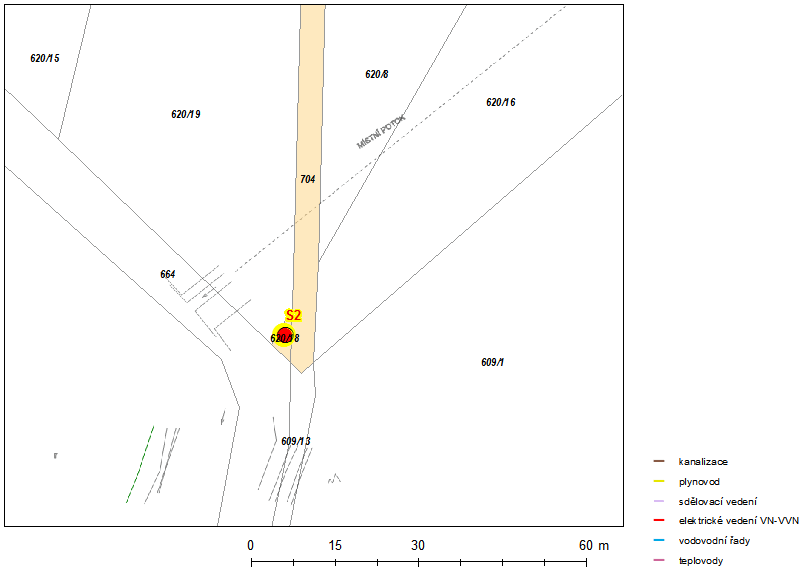 620/15
620/8
620/19
620/16
MÍSTNÍ POTOK
704
664
S2
620/18
609/1
609/13
kanalizace
plynovod
sdělovací vedení
elektrické vedení VN-VVN
vodovodní řady
teplovody
0 15 30 60 m